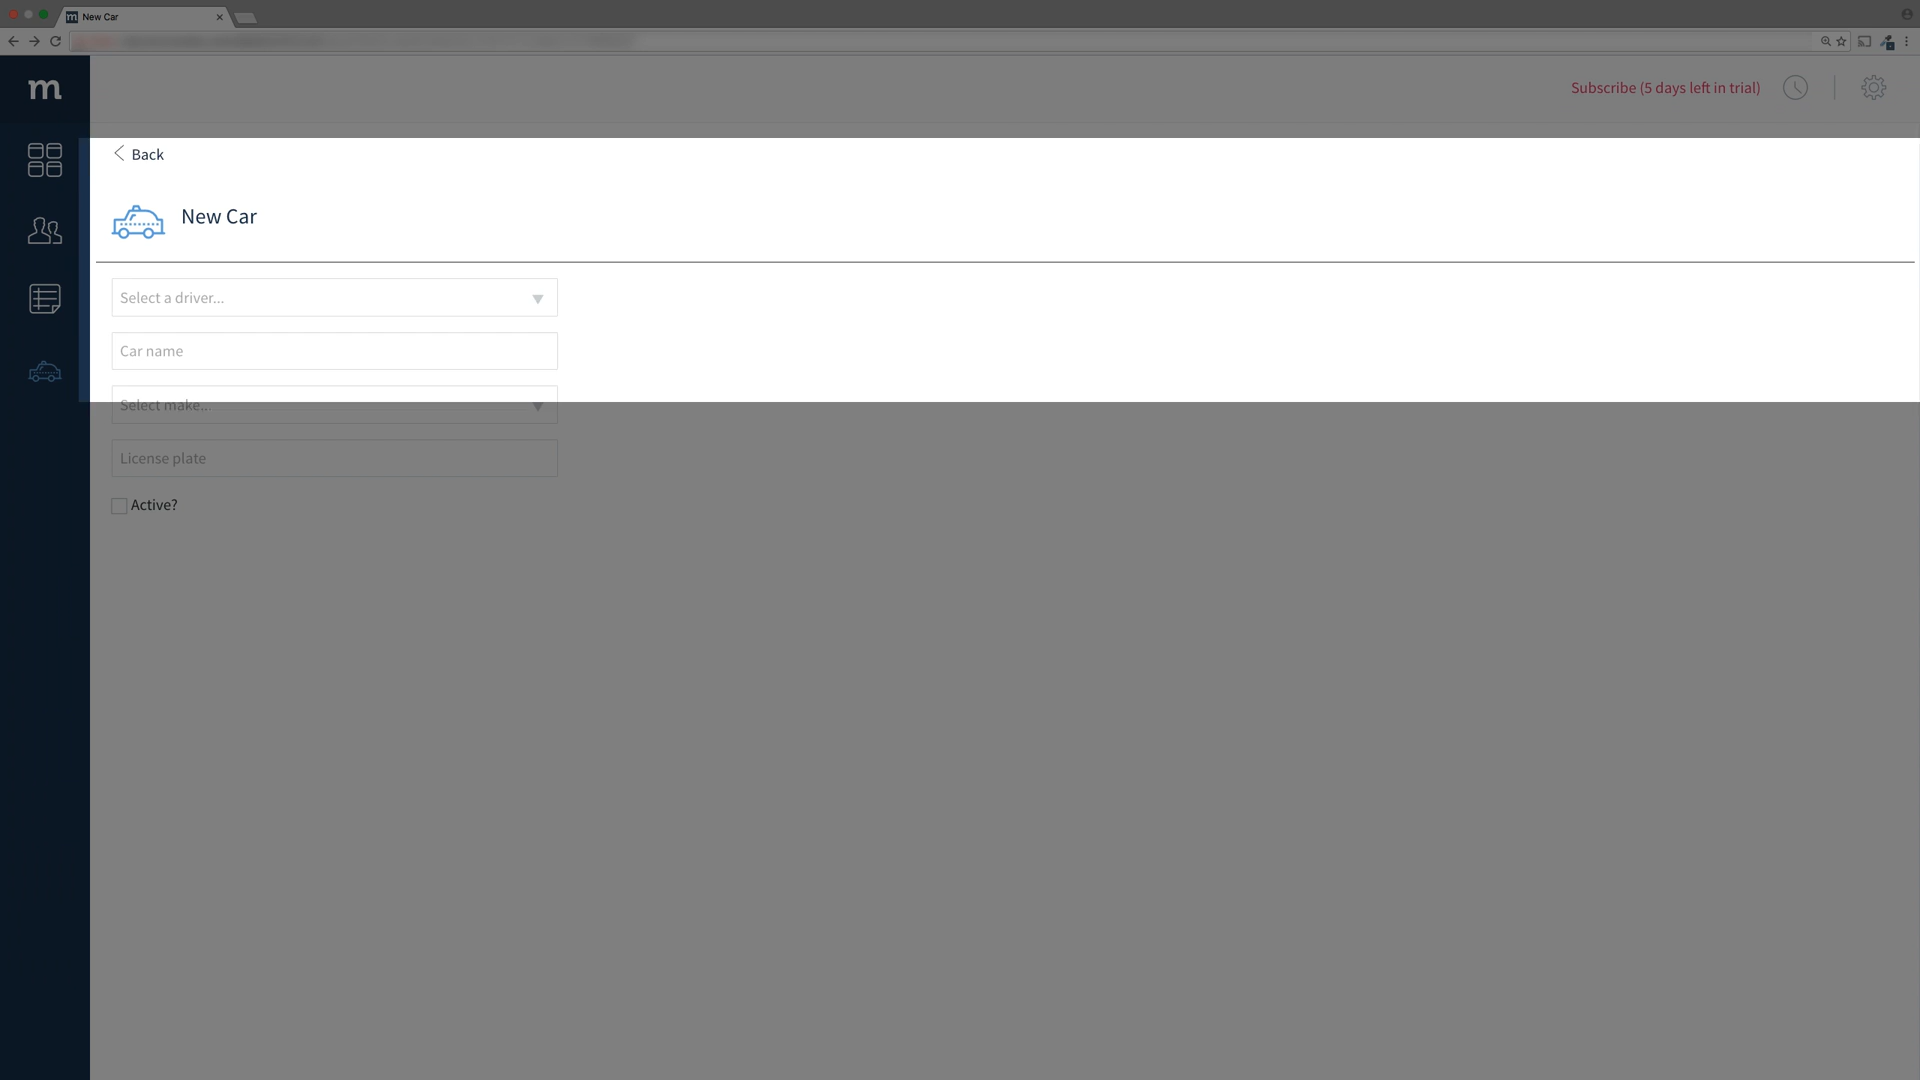 New Car
m
Subscribe (5 days left in trial)
Back
New Car
Select a driver...
Car name
Select make...
License plate
Active?